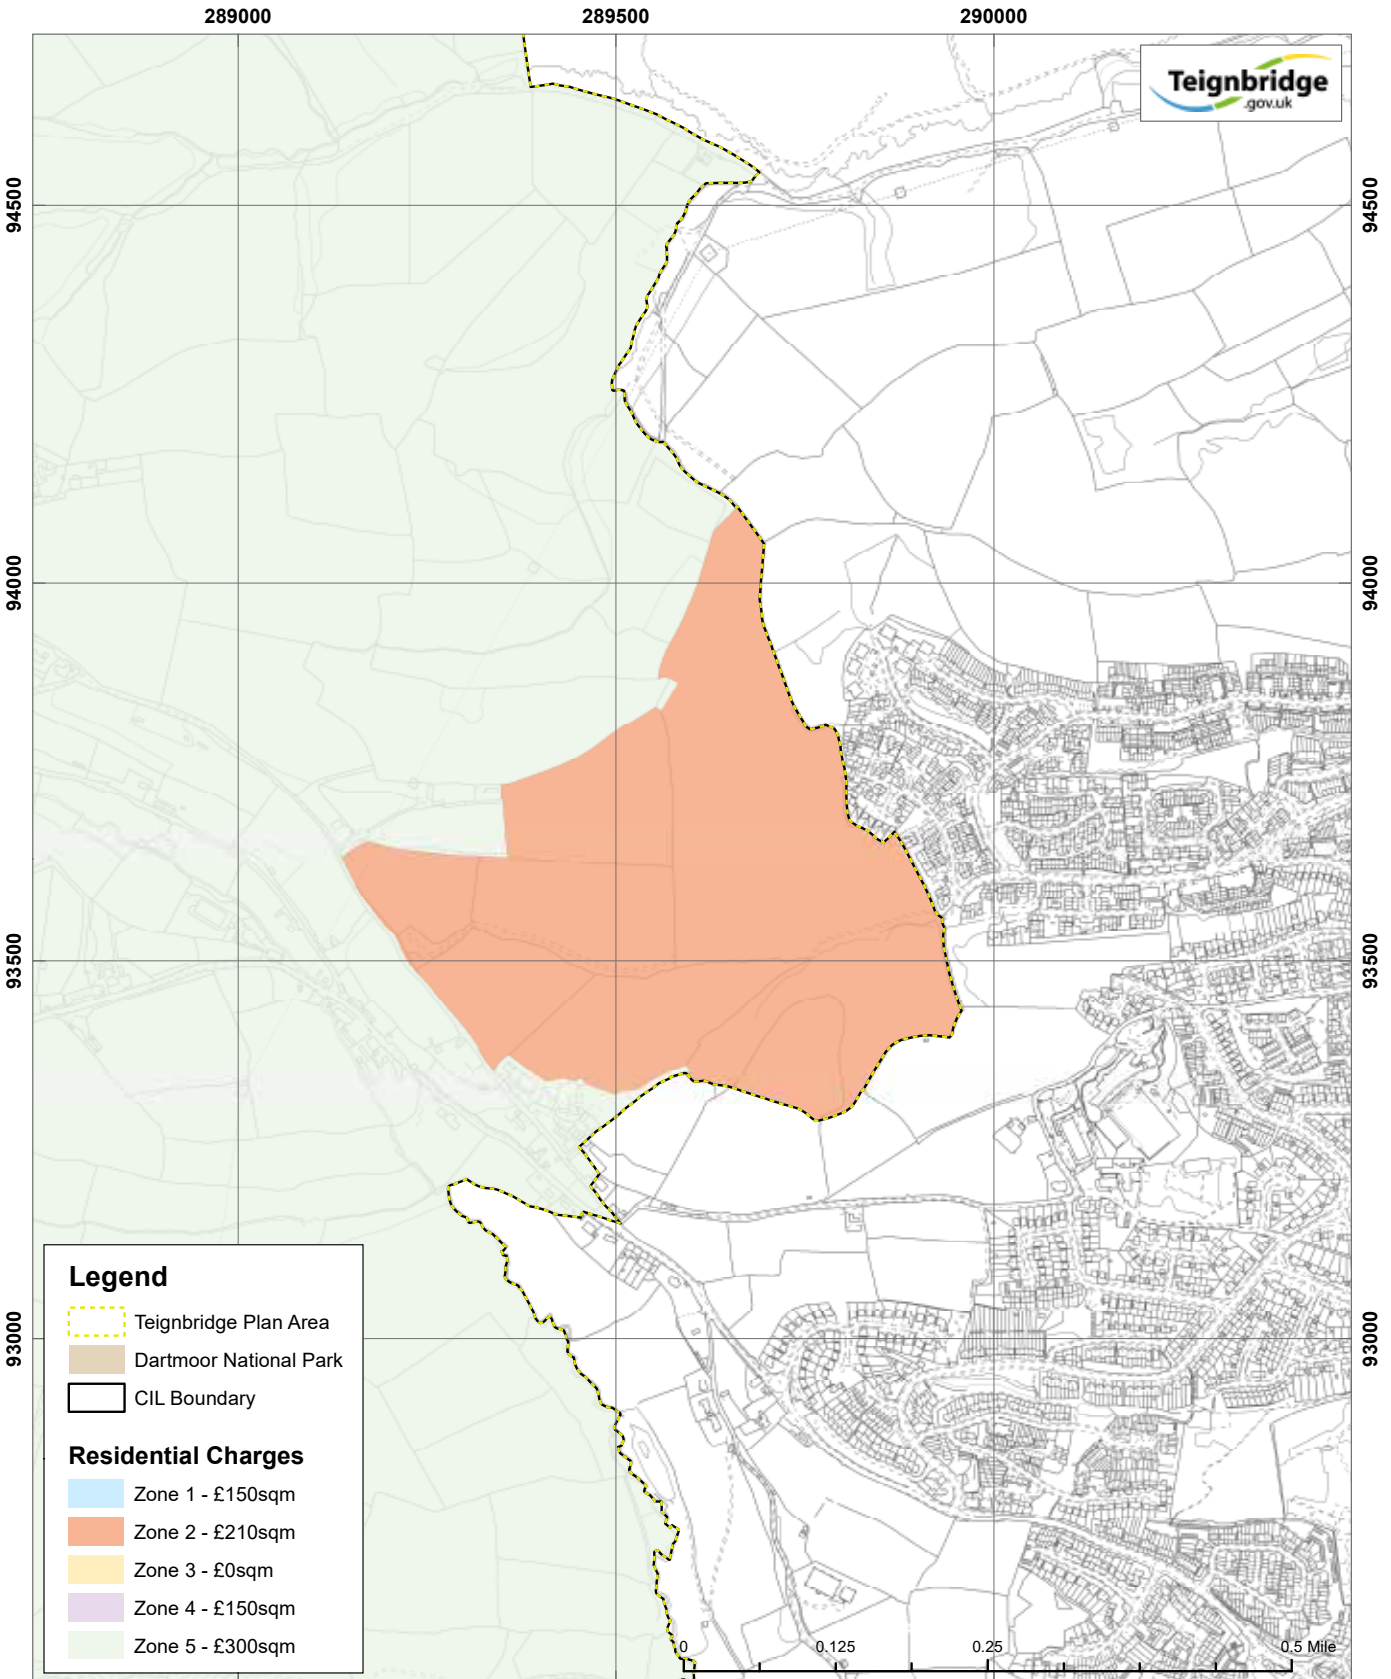 289000 289500 290000
Teignbridge
.gov.uk
94500 94500
94000 94000
93500 93500
93000 93000
Legend
Teignbridge Plan Area
Dartmoor National Park
CIL Boundary
Residential Charges
Zone 1 - £150sqm
Zone 2 - £210sqm
Zone 3 - £0sqm
Zone 4 - £150sqm
Zone 5 - £300sqm
0 0.125 0.25 0.5 Mile